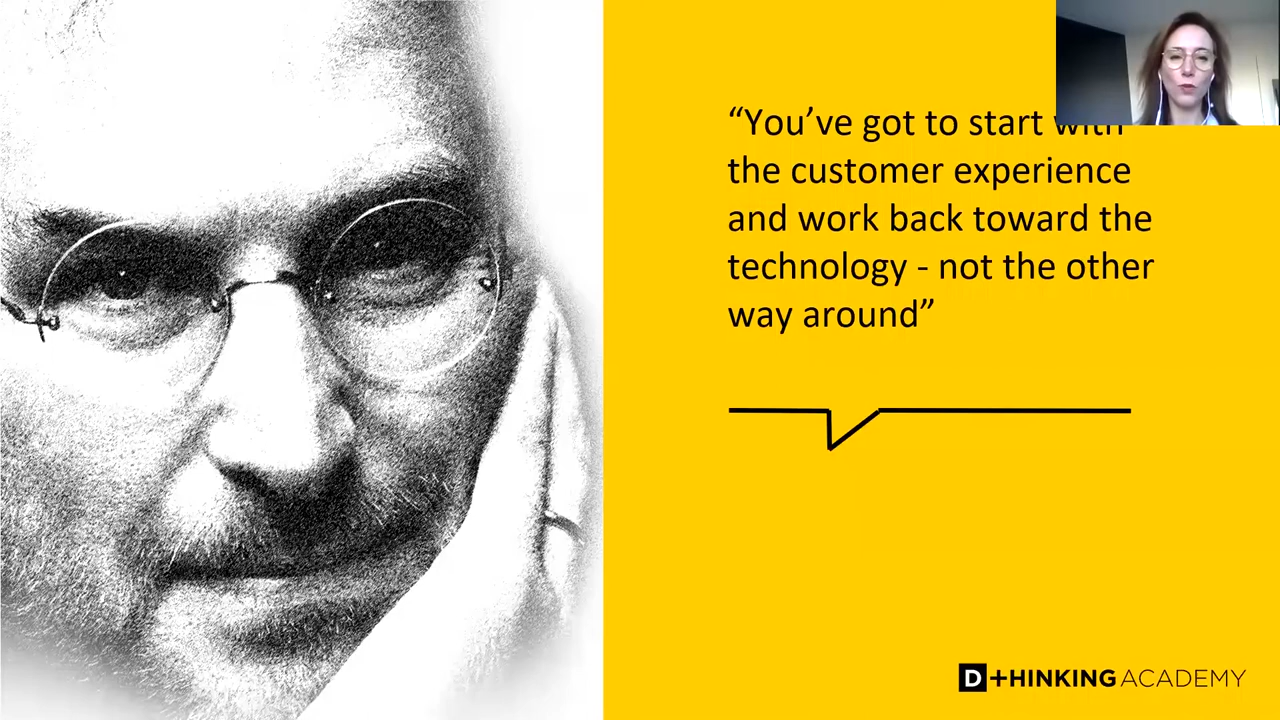 “You’ve got to start with
the customer experience
and work back toward the
technology - not the other
way around”
D+HINKING ACADEMY